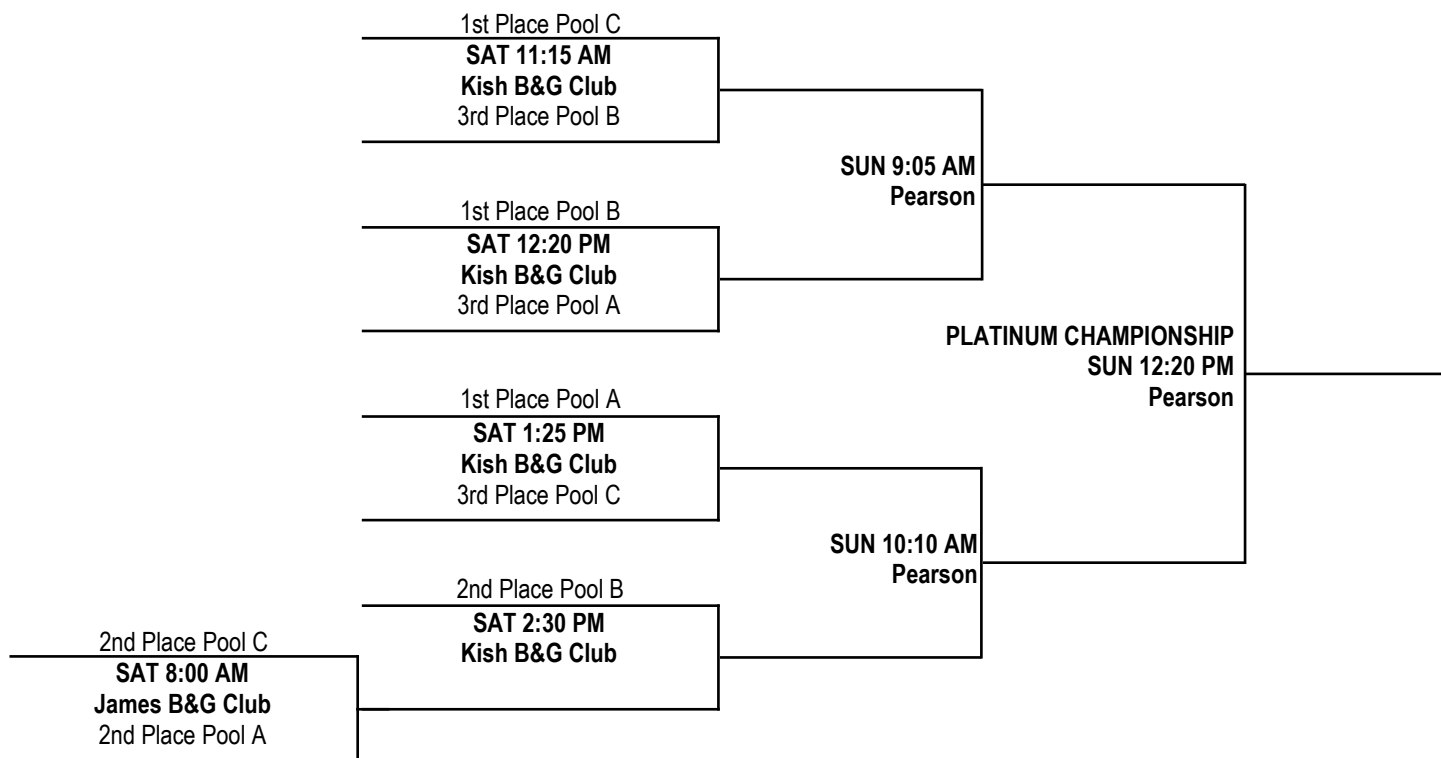 1st Place Pool C
SAT 11:15 AM
Kish B&G Club
3rd Place Pool B
SUN 9:05 AM
Pearson
1st Place Pool B
SAT 12:20 PM
Kish B&G Club
3rd Place Pool A
PLATINUM CHAMPIONSHIP
SUN 12:20 PM
Pearson
1st Place Pool A
SAT 1:25 PM
Kish B&G Club
3rd Place Pool C
SUN 10:10 AM
Pearson
2nd Place Pool B
SAT 2:30 PM
Kish B&G Club
2nd Place Pool C
SAT 8:00 AM
James B&G Club
2nd Place Pool A